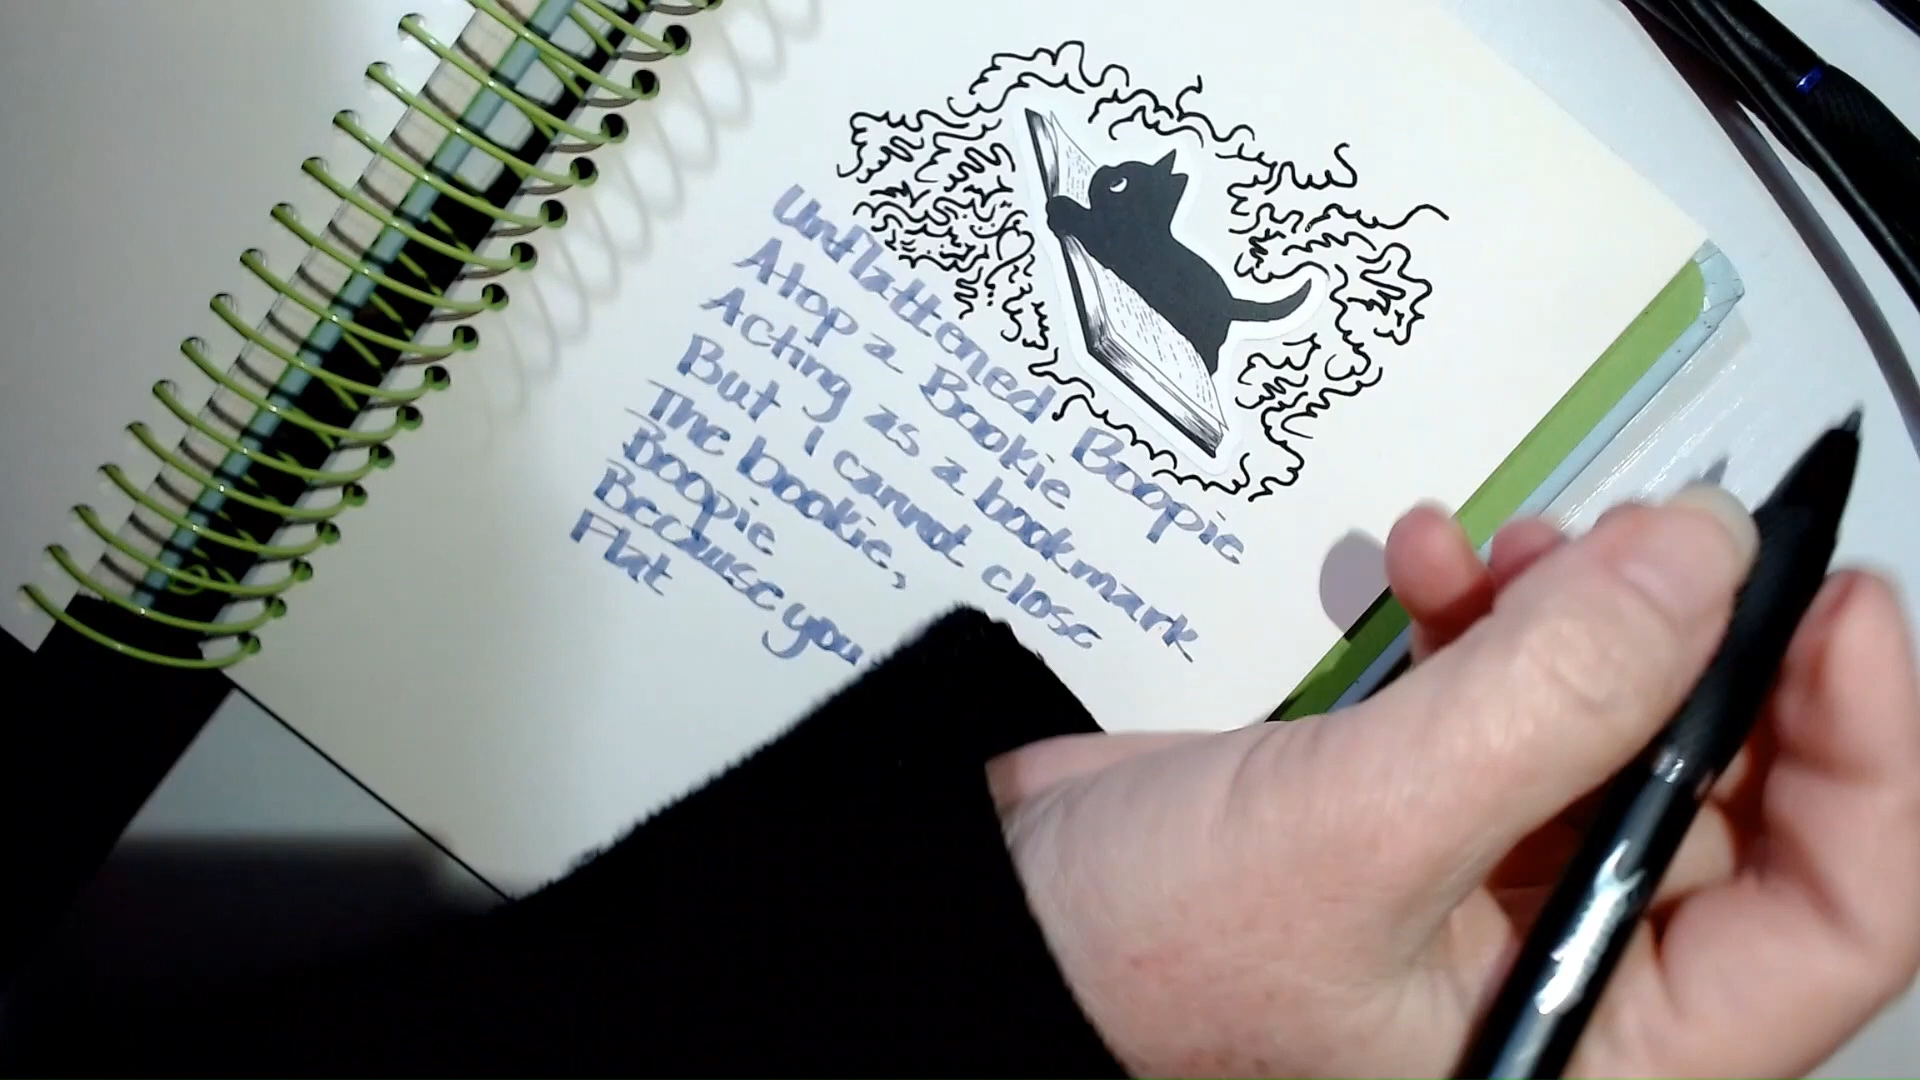 Unflattened Boopie
Atop a Bookie
Acting as a bookmark
But I cannot close
The bookie,
Boopie
Because you
Flat